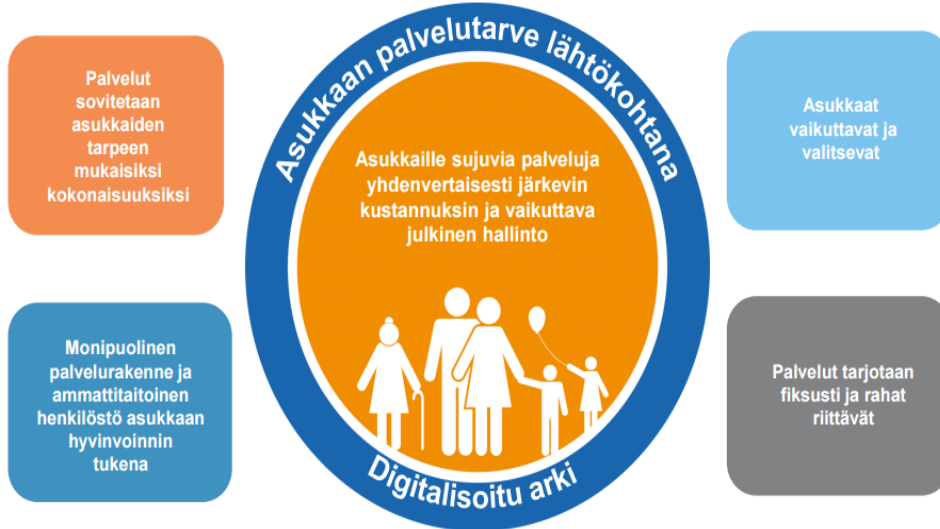 Palvelut
sovitetaan
asukkaiden
tarpeen
mukaisiksi
kokonaisuuksiksi
Monipuolinen
palvelurakenne ja
ammattitaitoinen
henkilöstö asukkaan
hyvinvoinnin
tukena
Asukkaan palvelutarve lähtökohtana
Asukkaille sujuvia palveluja
yhdenvertaisesti järkevin
kustannuksin ja vaikuttava
julkinen hallinto
Digitalisoitu arki
Asukkaat
vaikuttavat ja
valitsevat
Palvelut tarjotaan
fiksusti ja rahat
riittävät